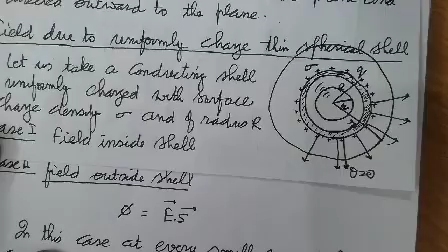 directed outward to the plane.
Field due to uniformly charge thin spherical shell
Let us take a conducting shell
uniformly charged with surface
charge density σ and of radius R
Case I field inside shell
Case II field outside shell
ϕ = E⃗.S⃗
In this case at every small
σ
q
R
θ=0